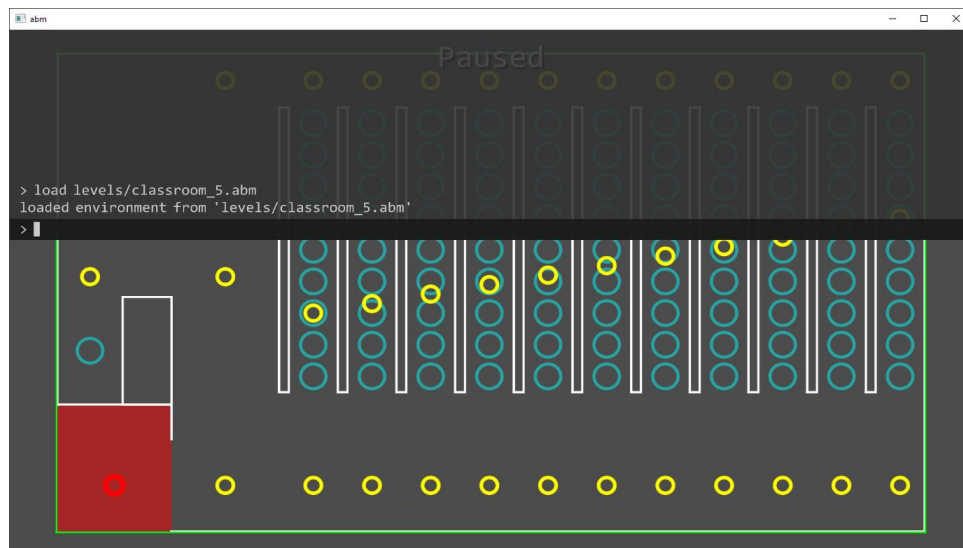 abm
Paused
> load levels/classroom_5.abm
loaded environment from 'levels/classroom_5.abm'
>